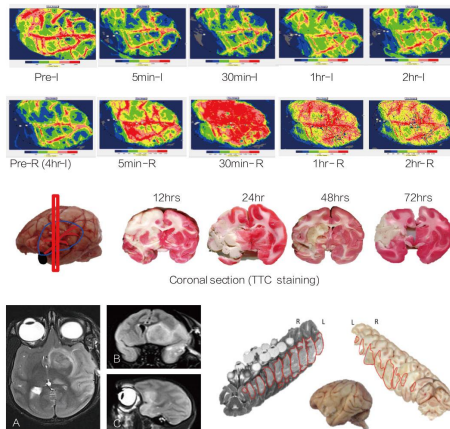 Pre-I 5min-I 30min-I 1hr-I 2hr-I
Pre-R (4hr-I) 5min-R 30min-R 1hr-R 2hr-R
12hrs 24hr 48hrs 72hrs
Coronal section (TTC staining)
R L L R
B
A C